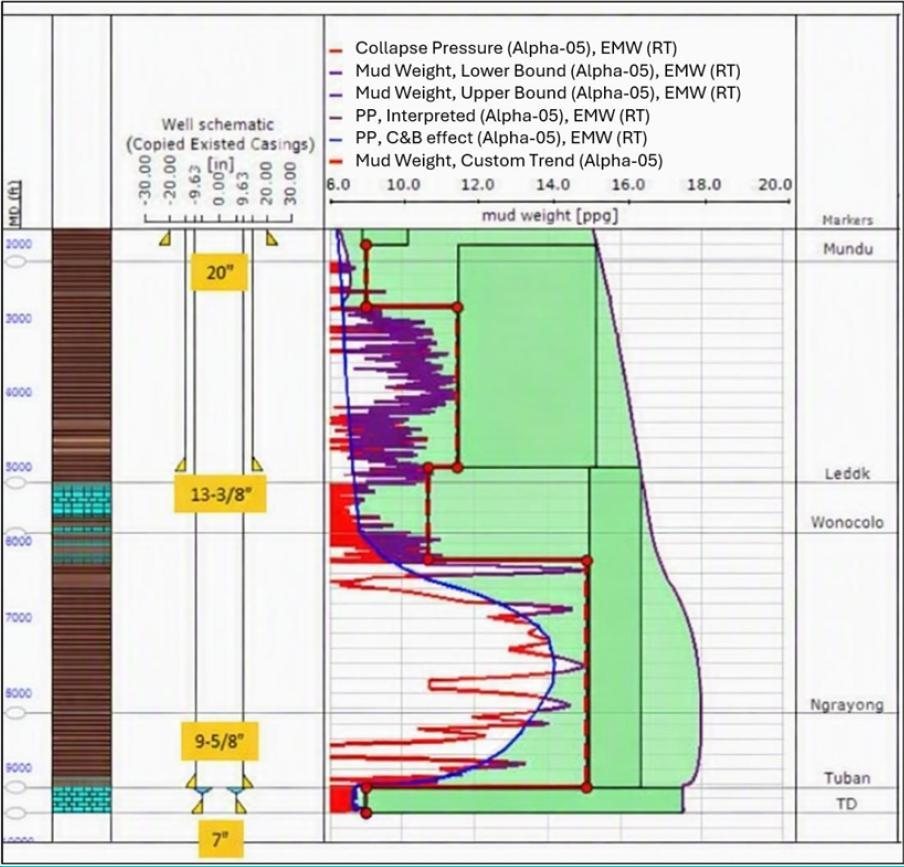 Collapse Pressure (Alpha-05), EMW (RT)
Mud Weight, Lower Bound (Alpha-05), EMW (RT)
Mud Weight, Upper Bound (Alpha-05), EMW (RT)
PP, Interpreted (Alpha-05), EMW (RT)
PP, C&B effect (Alpha-05), EMW (RT)
Mud Weight, Custom Trend (Alpha-05)
Well schematic
(Copied Existed Casings)
[in]
-30.00 -20.00 -9.63 0.00 9.63 20.00 30.00
6.0 10.0 12.0 14.0 16.0 18.0 20.0
MD (ft)
mud weight [ppg]
Markers
2000
Mundu
20"
3000
4000
5000
Leddk
13-3/8"
Wonocolo
6000
7000
8000
Ngrayong
9-5/8"
9000
Tuban
TD
7"